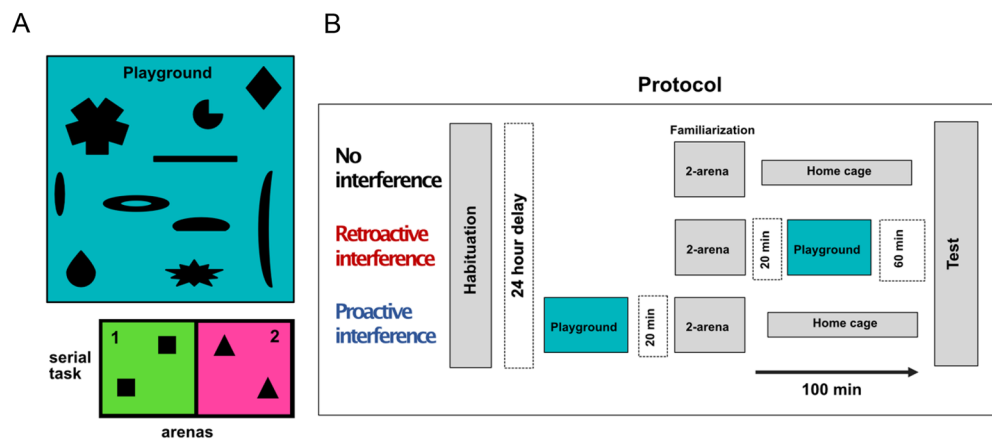 A
B
Playground
1
2
serial
task
arenas
Protocol
Familiarization
No
interference
Habituation
24 hour delay
2-arena
Home cage
Test
Retroactive
interference
2-arena
20 min
Playground
60 min
Proactive
interference
Playground
20 min
2-arena
Home cage
100 min